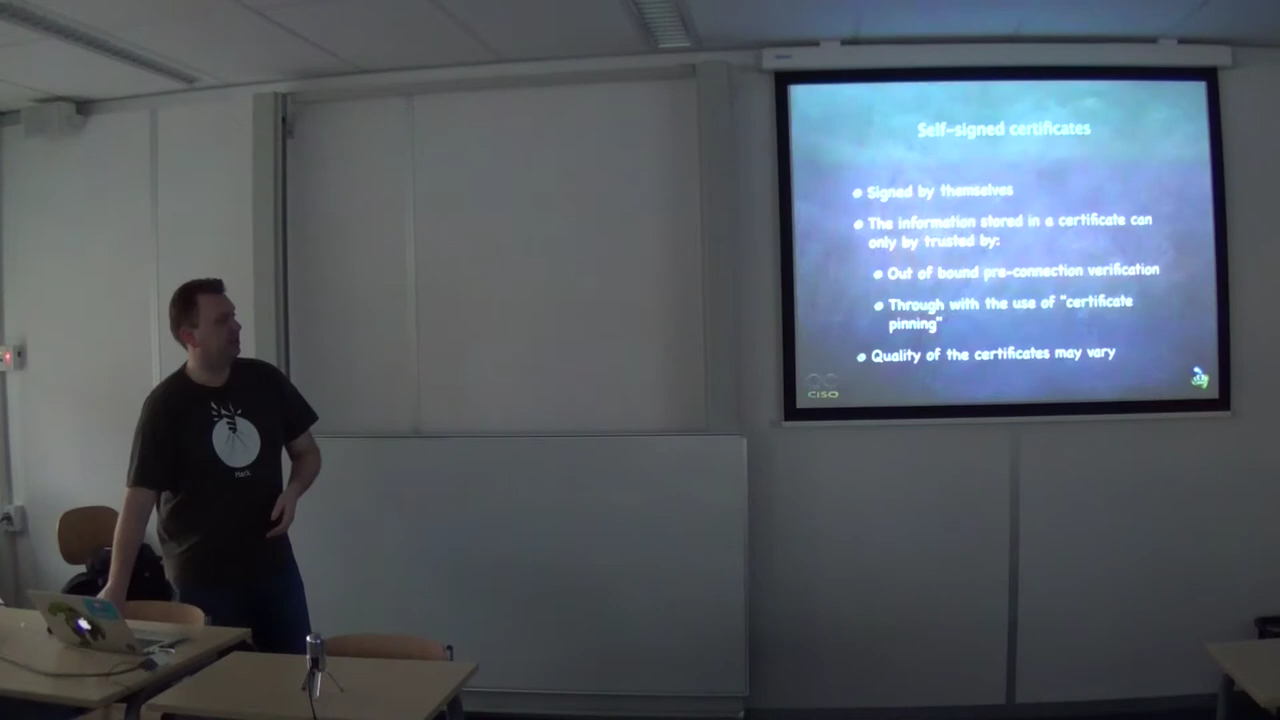 Self-signed certificates
Signed by themselves
The information stored in a certificate can
only by trusted by:
Out of bound pre-connection verification
Through with the use of "certificate
pinning"
Quality of the certificates may vary
CISO